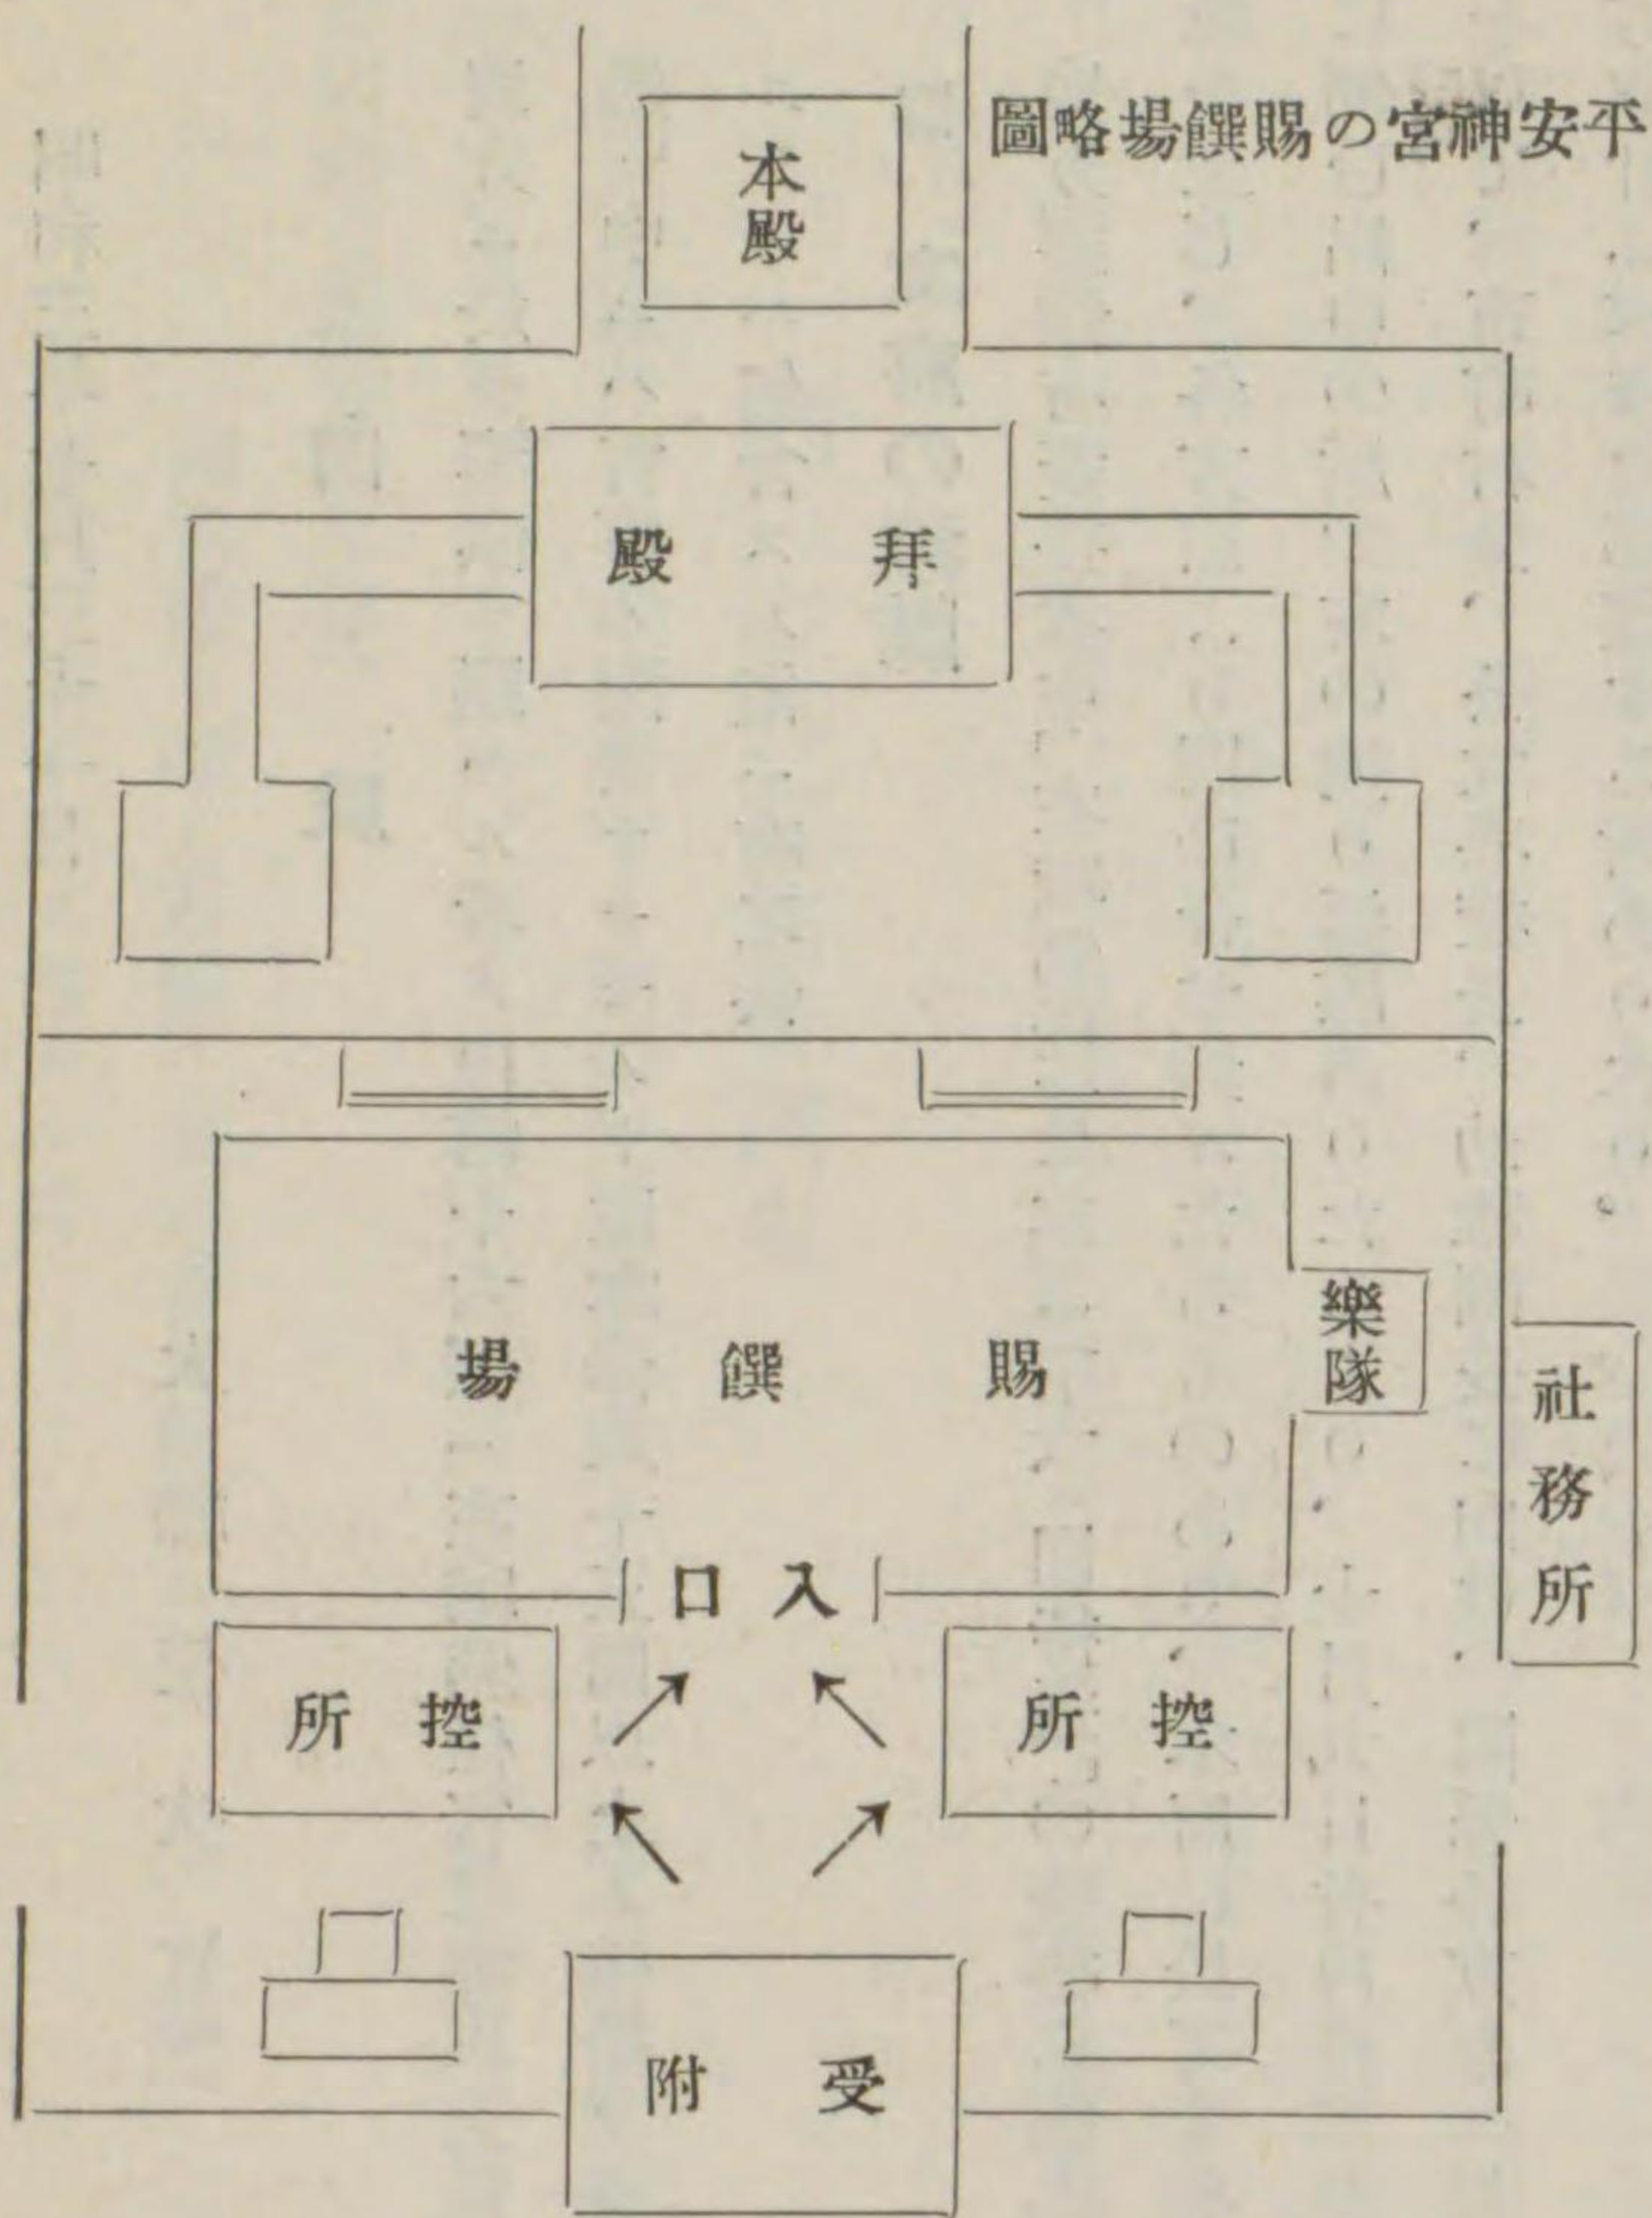 平安神宮の賜饌場略圖
本殿
拜殿
賜饌場
樂隊
社務所
入口
控所
控所
受附